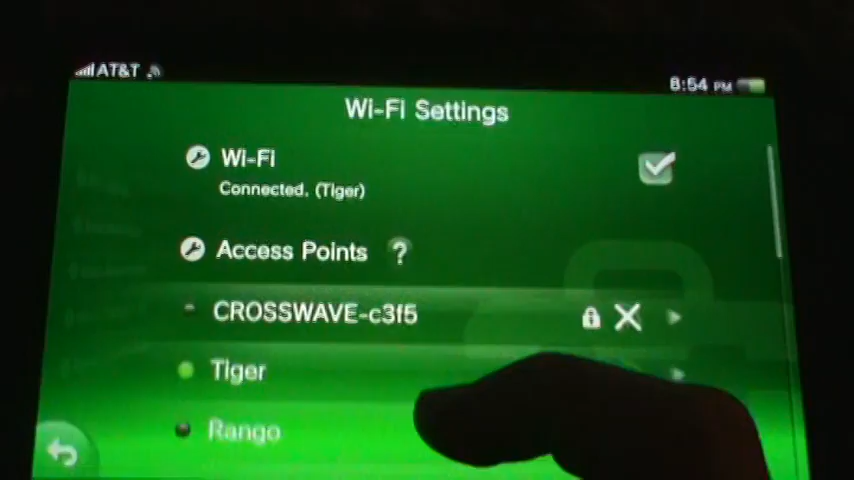 AT&T
8:54 PM
Wi-Fi Settings
Wi-Fi
Connected. (Tiger)
Access Points ?
CROSSWAVE-c3f5
Tiger
Rango